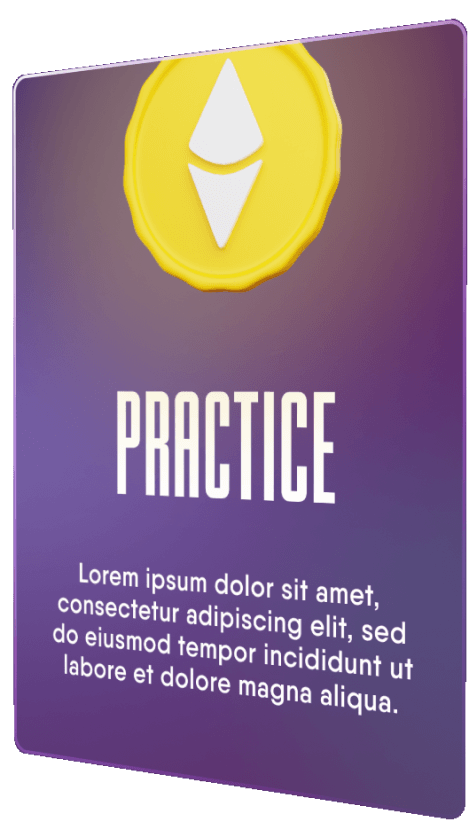 PRACTICE
Lorem ipsum dolor sit amet,
consectetur adipiscing elit, sed
do eiusmod tempor incididunt ut
labore et dolore magna aliqua.